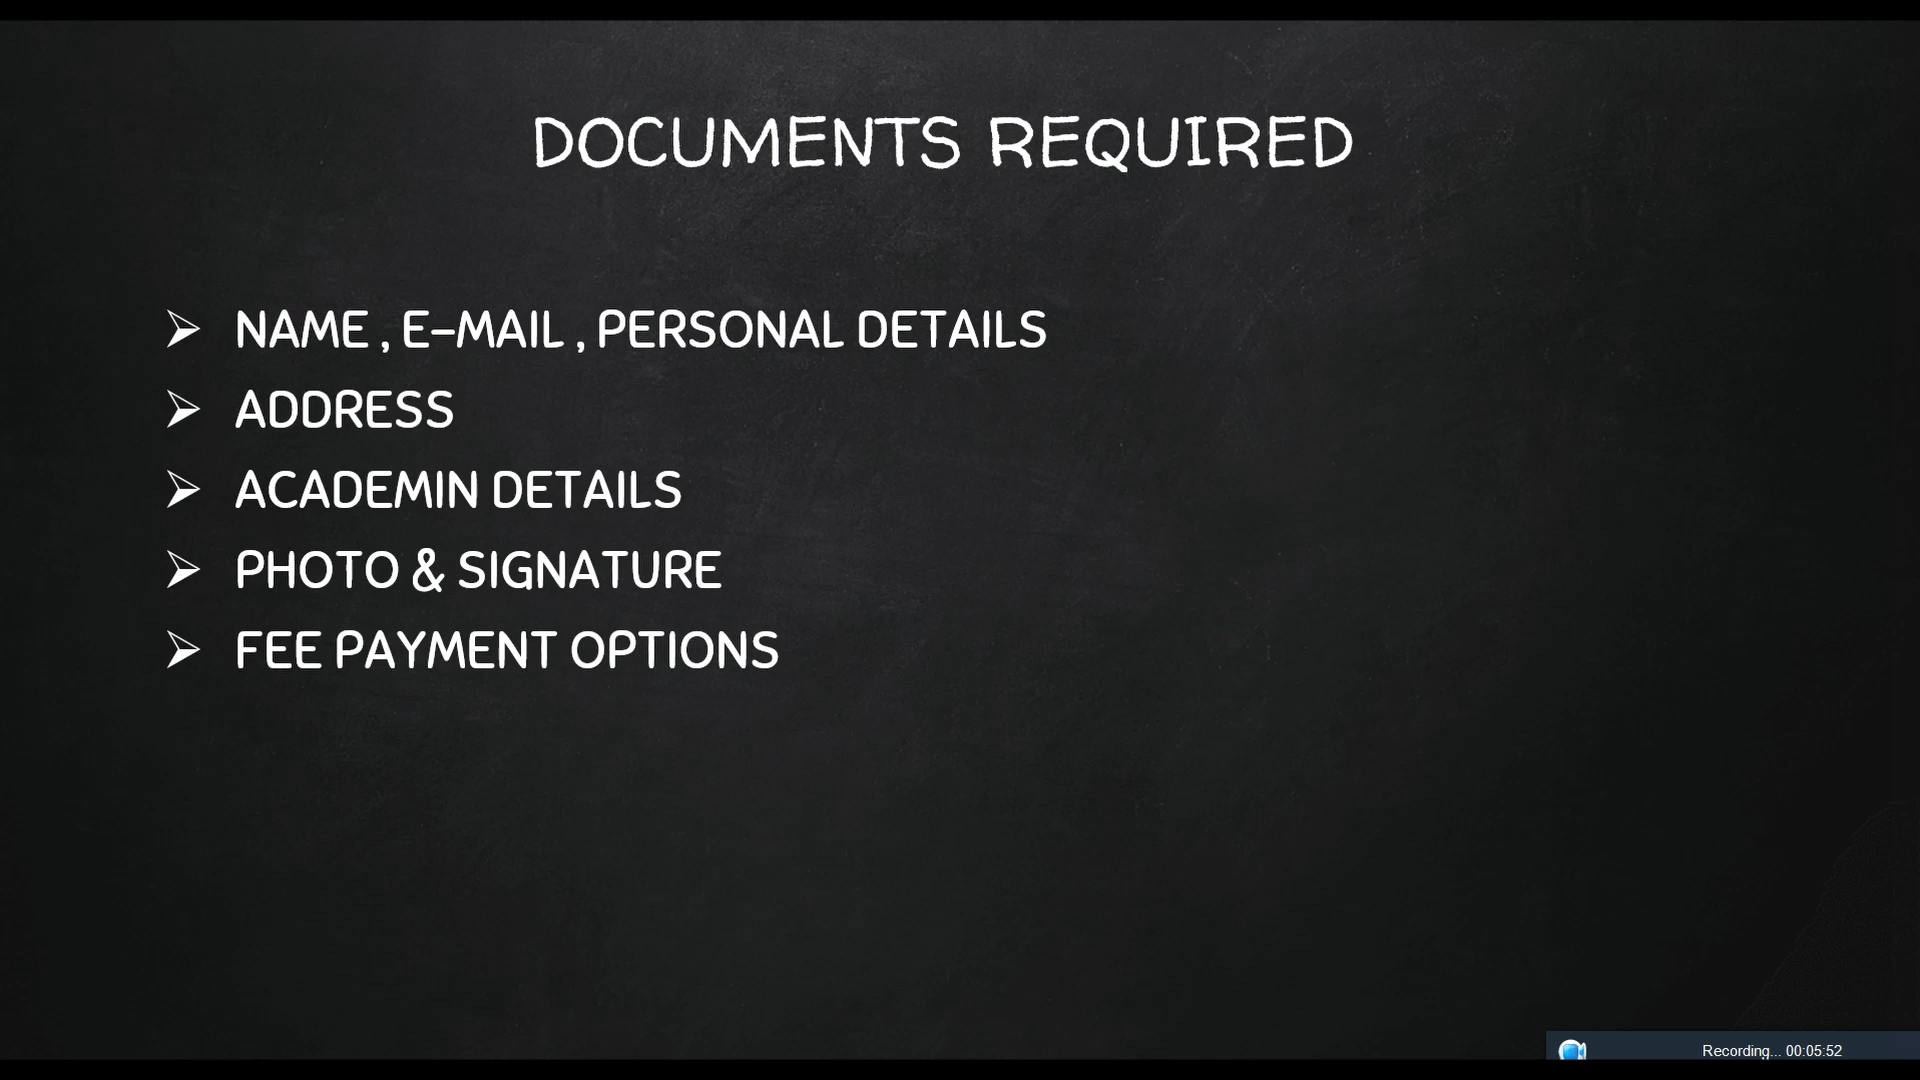 DOCUMENTS REQUIRED
NAME , E-MAIL , PERSONAL DETAILS
ADDRESS
ACADEMIN DETAILS
PHOTO & SIGNATURE
FEE PAYMENT OPTIONS
Recording... 00:05:52